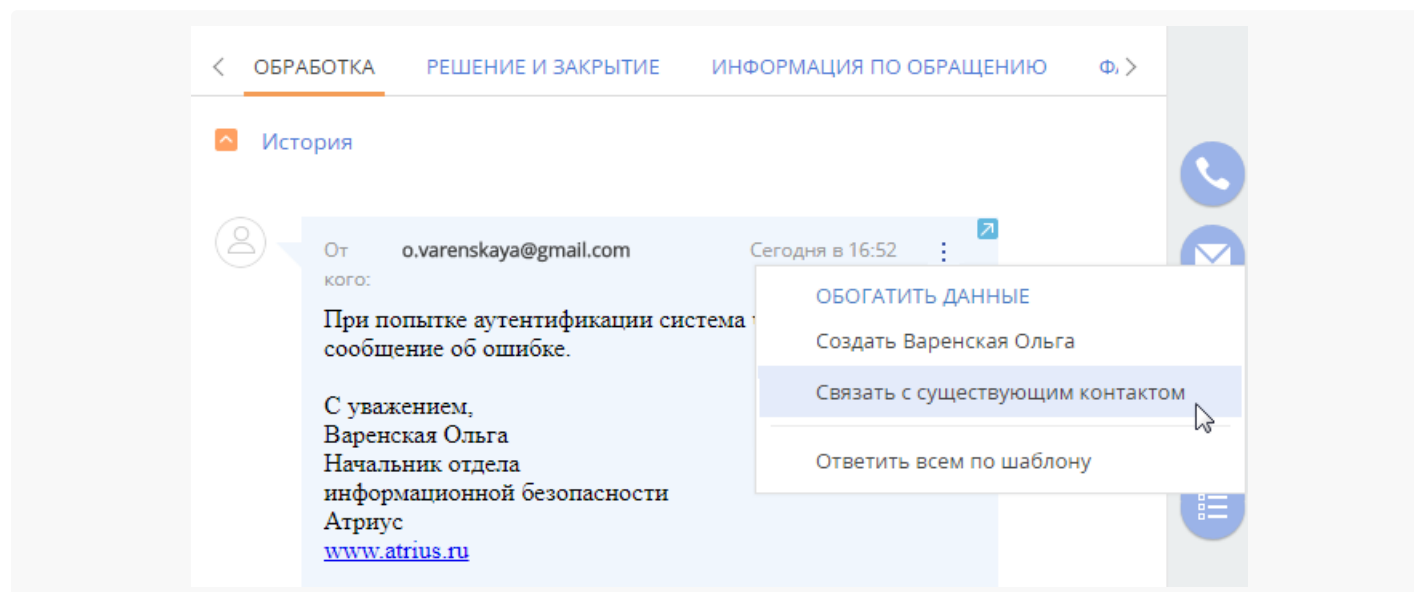 ОБРАБОТКА РЕШЕНИЕ И ЗАКРЫТИЕ ИНФОРМАЦИЯ ПО ОБРАЩЕНИЮ
История
От кого: o.varenskaya@gmail.com Сегодня в 16:52
При попытке аутентификации система
сообщение об ошибке.
С уважением,
Варенская Ольга
Начальник отдела
информационной безопасности
Атриус
www.atrius.ru
ОБОГАТИТЬ ДАННЫЕ
Создать Варенская Ольга
Связать с существующим контактом
Ответить всем по шаблону